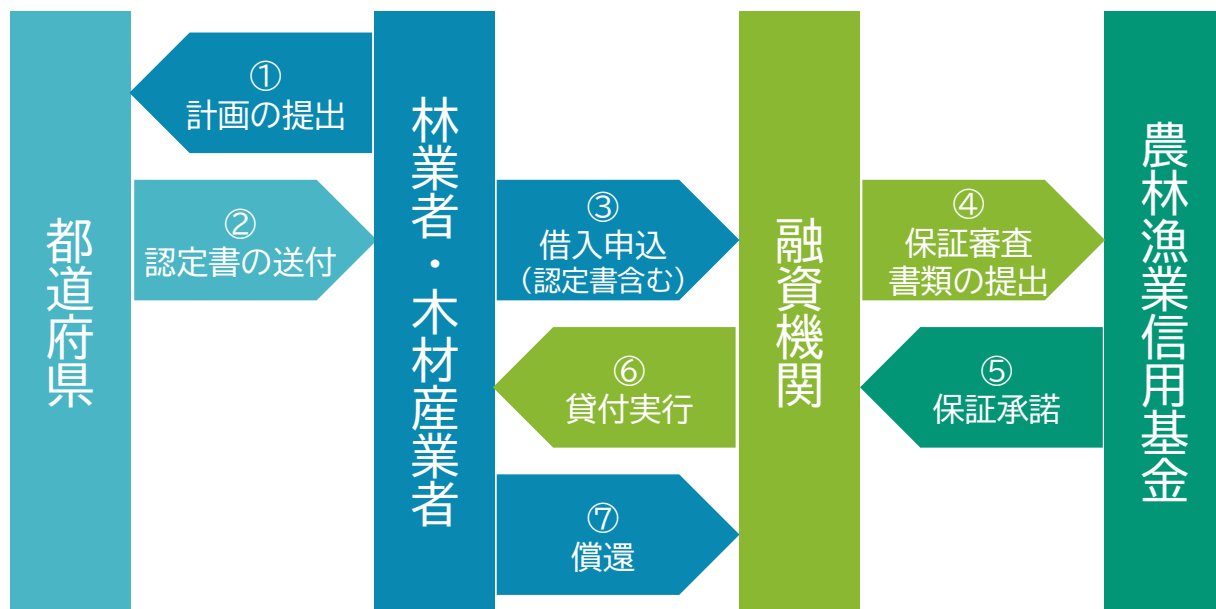 都道府県
①
計画の提出
②
認定書の送付
林業者・木材産業者
③
借入申込
（認定書含む）
⑥
貸付実行
⑦
償還
融資機関
④
保証審査
書類の提出
⑤
保証承諾
農林漁業信用基金